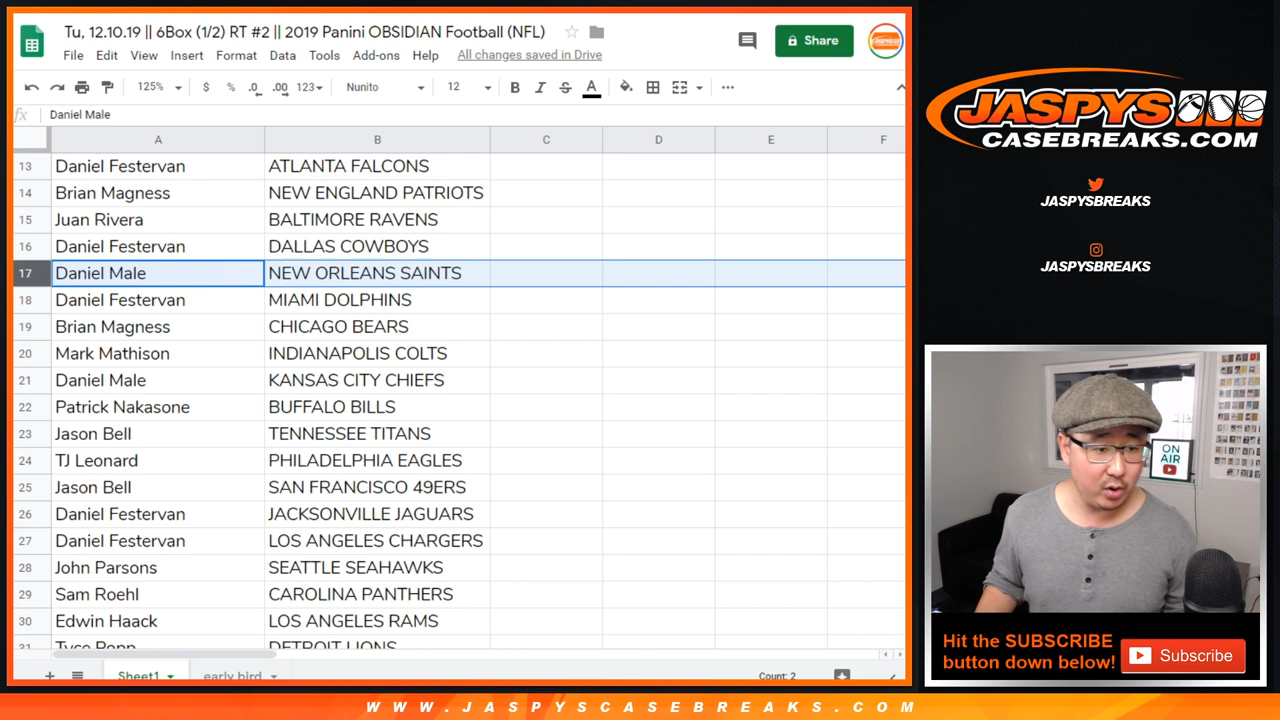 Tu, 12.10.19 || 6Box (1/2) RT #2 || 2019 Panini OBSIDIAN Football (NFL)
File Edit View Insert Format Data Tools Add-ons Help All changes saved in Drive
Share
125% $ % .0 .00 123 Nunito 12 B I S A
fx Daniel Male
A B C D E F
13 Daniel Festervan ATLANTA FALCONS
14 Brian Magness NEW ENGLAND PATRIOTS
15 Juan Rivera BALTIMORE RAVENS
16 Daniel Festervan DALLAS COWBOYS
17 Daniel Male NEW ORLEANS SAINTS
18 Daniel Festervan MIAMI DOLPHINS
19 Brian Magness CHICAGO BEARS
20 Mark Mathison INDIANAPOLIS COLTS
21 Daniel Male KANSAS CITY CHIEFS
22 Patrick Nakasone BUFFALO BILLS
23 Jason Bell TENNESSEE TITANS
24 TJ Leonard PHILADELPHIA EAGLES
25 Jason Bell SAN FRANCISCO 49ERS
26 Daniel Festervan JACKSONVILLE JAGUARS
27 Daniel Festervan LOS ANGELES CHARGERS
28 John Parsons SEATTLE SEAHAWKS
29 Sam Roehl CAROLINA PANTHERS
30 Edwin Haack LOS ANGELES RAMS
31 DETROIT LIONS
Sheet1 early bird Count: 2
JASPYS
CASEBREAKS.COM
JASPYSBREAKS
JASPYSBREAKS
ON
AIR
Hit the SUBSCRIBE
button down below!
Subscribe
WWW.JASPYSCASEBREAKS.COM